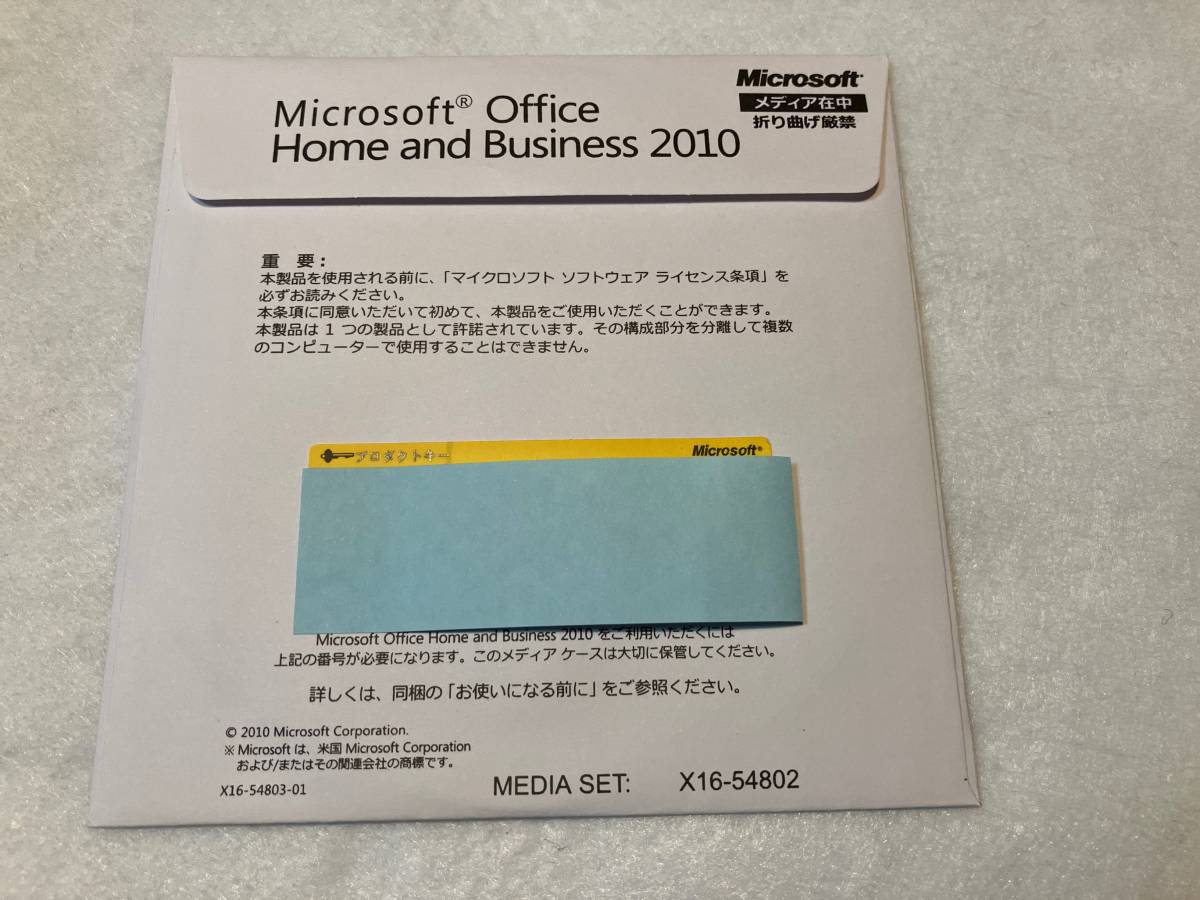 Microsoft® Office
Home and Business 2010
Microsoft
メディア在中
折り曲げ厳禁
重 要:
本製品を使用される前に、「マイクロソフト ソフトウェア ライセンス条項」を
必ずお読みください。
本条項に同意いただいて初めて、本製品をご使用いただくことができます。
本製品は 1 つの製品として許諾されています。その構成部分を分離して複数
のコンピューターで使用することはできません。
プロダクトキー
Microsoft®
Microsoft Office Home and Business 2010 をご利用いただくには
上記の番号が必要になります。このメディア ケースは大切に保管してください。
詳しくは、同梱の「お使いになる前に」をご参照ください。
© 2010 Microsoft Corporation.
※ Microsoft は、米国 Microsoft Corporation
および/またはその関連会社の商標です。
X16-54803-01
MEDIA SET: X16-54802